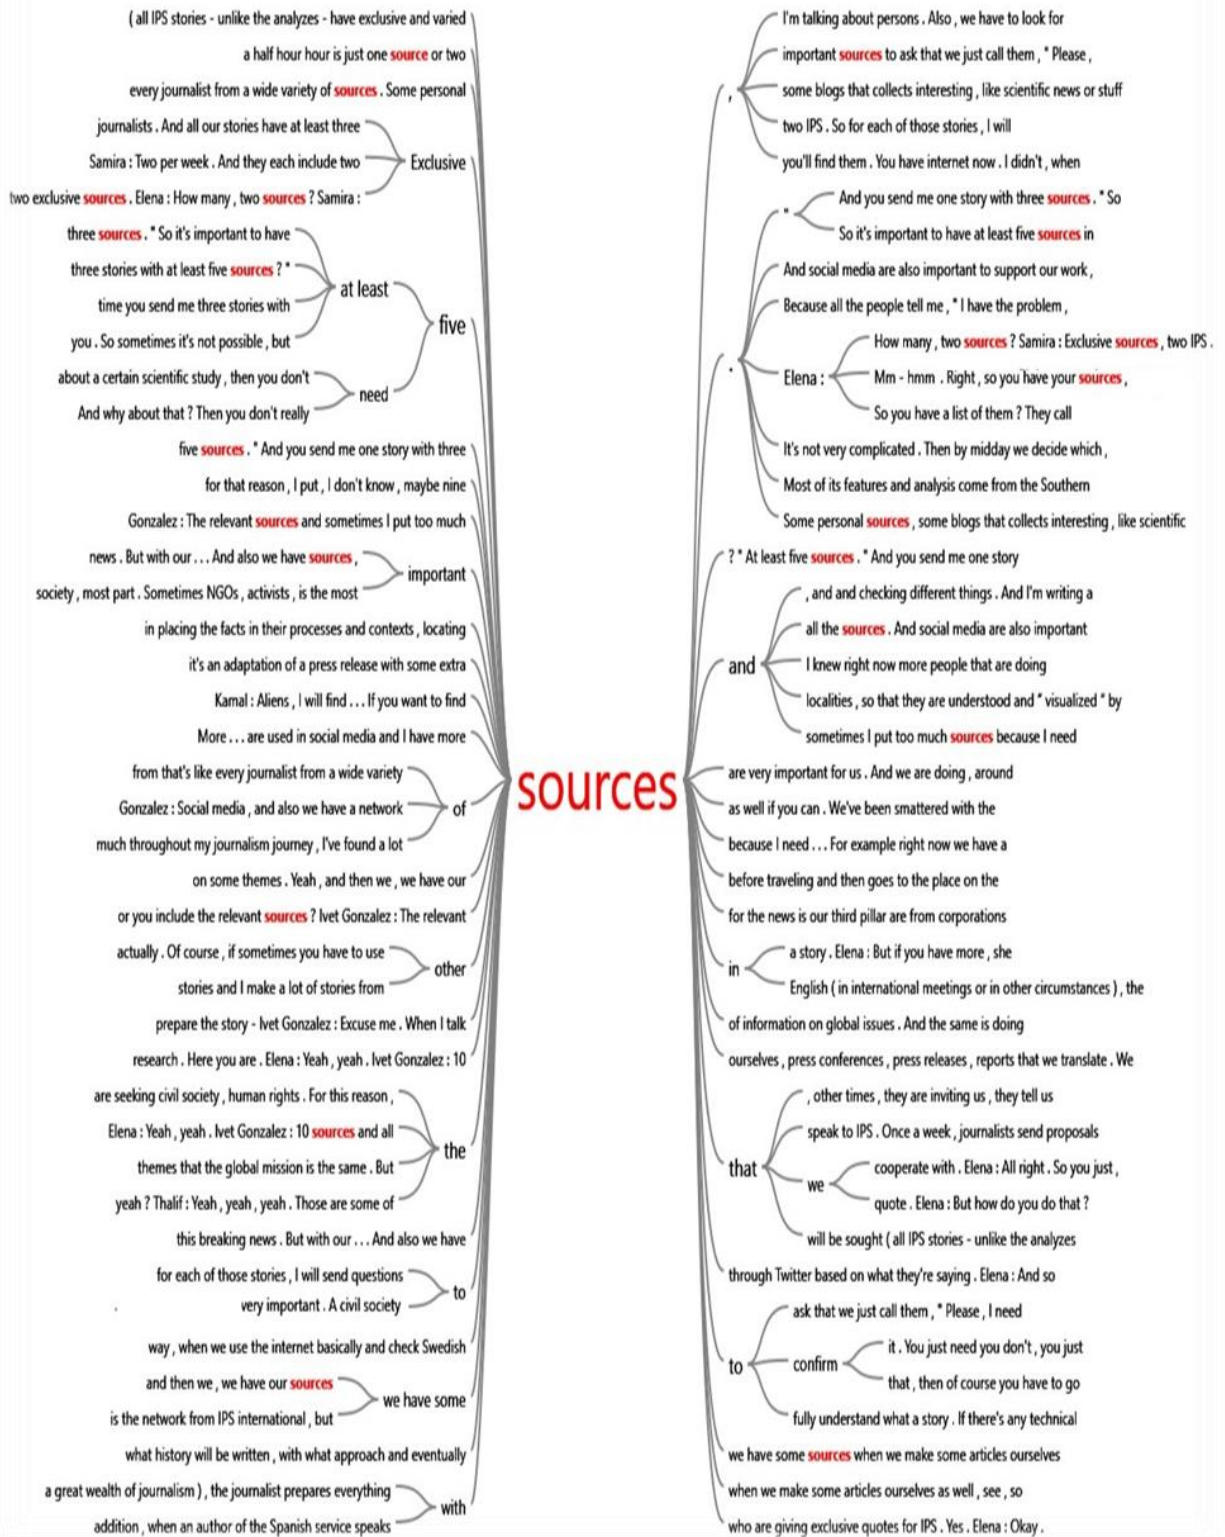 ( all IPS stories - unlike the analyzes - have exclusive and varied
a half hour hour is just one source or two
every journalist from a wide variety of sources . Some personal
journalists . And all our stories have at least three
Samira : Two per week . And they each include two
two exclusive sources . Elena : How many , two sources ? Samira :
Exclusive
three sources . " So it's important to have
three stories with at least five sources ? "
time you send me three stories with
you . So sometimes it's not possible , but
at least
about a certain scientific study , then you don't
And why about that ? Then you don't really
need
five
five sources . " And you send me one story with three
for that reason , I put , I don't know , maybe nine
Gonzalez : The relevant sources and sometimes I put too much
news . But with our . . . And also we have sources ,
society , most part . Sometimes NGOs , activists , is the most
important
in placing the facts in their processes and contexts , locating
it's an adaptation of a press release with some extra
Kamal : Aliens , I will find . . . If you want to find
More . . . are used in social media and I have more
from that's like every journalist from a wide variety
Gonzalez : Social media , and also we have a network
much throughout my journalism journey , I've found a lot
of
on some themes . Yeah , and then we , we have our
or you include the relevant sources ? Ivet Gonzalez : The relevant
actually . Of course , if sometimes you have to use
stories and I make a lot of stories from
other
prepare the story - Ivet Gonzalez : Excuse me . When I talk
research . Here you are . Elena : Yeah , yeah . Ivet Gonzalez : 10
are seeking civil society , human rights . For this reason ,
Elena : Yeah , yeah . Ivet Gonzalez : 10 sources and all
themes that the global mission is the same . But
yeah ? Thalif : Yeah , yeah , yeah . Those are some of
the
this breaking news . But with our . . . And also we have
for each of those stories , I will send questions
very important . A civil society
to
way , when we use the internet basically and check Swedish
and then we , we have our sources
is the network from IPS international , but
we have some
what history will be written , with what approach and eventually
a great wealth of journalism ) , the journalist prepares everything
addition , when an author of the Spanish service speaks
with
sources
,
I'm talking about persons . Also , we have to look for
important sources to ask that we just call them , " Please ,
some blogs that collects interesting , like scientific news or stuff
two IPS . So for each of those stories , I will
you'll find them . You have internet now . I didn't , when
.
"
And you send me one story with three sources . " So
So it's important to have at least five sources in
And social media are also important to support our work ,
Because all the people tell me , " I have the problem ,
Elena :
How many , two sources ? Samira : Exclusive sources , two IPS .
Mm - hmm . Right , so you have your sources ,
So you have a list of them ? They call
It's not very complicated . Then by midday we decide which ,
Most of its features and analysis come from the Southern
Some personal sources , some blogs that collects interesting , like scientific
? " At least five sources . " And you send me one story
and
, and and checking different things . And I'm writing a
all the sources . And social media are also important
I knew right now more people that are doing
localities , so that they are understood and " visualized " by
sometimes I put too much sources because I need
are very important for us . And we are doing , around
as well if you can . We've been smattered with the
because I need . . . For example right now we have a
before traveling and then goes to the place on the
for the news is our third pillar are from corporations
in
a story . Elena : But if you have more , she
English ( in international meetings or in other circumstances ) , the
of information on global issues . And the same is doing
ourselves , press conferences , press releases , reports that we translate . We
that
, other times , they are inviting us , they tell us
speak to IPS . Once a week , journalists send proposals
we
cooperate with . Elena : All right . So you just ,
quote . Elena : But how do you do that ?
will be sought ( all IPS stories - unlike the analyzes
through Twitter based on what they're saying . Elena : And so
to
ask that we just call them , " Please , I need
confirm
it . You just need you don't , you just
that , then of course you have to go
fully understand what a story . If there's any technical
we have some sources when we make some articles ourselves
when we make some articles ourselves as well , see , so
who are giving exclusive quotes for IPS . Yes . Elena : Okay .